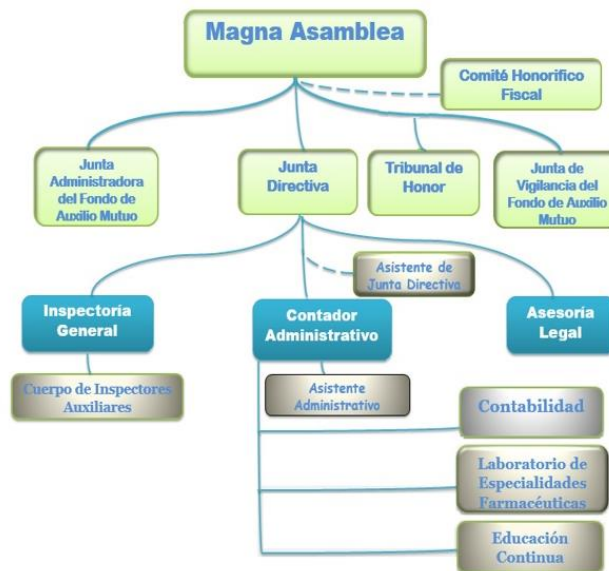 Magna Asamblea
Comité Honorifico
Fiscal
Junta
Administradora
del Fondo de
Auxilio Mutuo
Junta
Directiva
Tribunal de
Honor
Junta de
Vigilancia del
Fondo de Auxilio
Mutuo
Asistente de
Junta Directiva
Inspectoría
General
Contador
Administrativo
Asesoría
Legal
Cuerpo de Inspectores
Auxiliares
Asistente
Administrativo
Contabilidad
Laboratorio de
Especialidades
Farmacéuticas
Educación
Continua